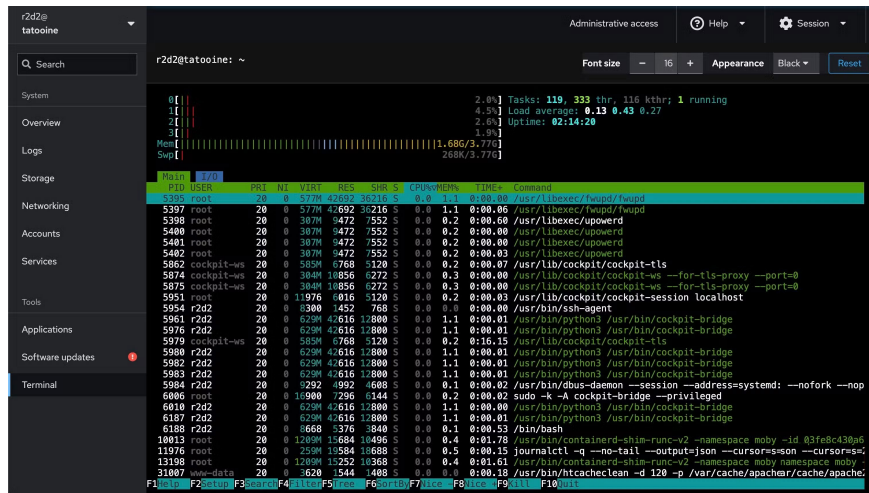 r2d2@
tatooine
Administrative access
Help
Session
Search
r2d2@tatooine: ~
Font size
16
Appearance
Black
Reset
System
Overview
Logs
Storage
Networking
Accounts
Services
Tools
Applications
Software updates
Terminal
0[|| 2.0%] Tasks: 119, 333 thr, 116 kthr; 1 running
1[||| 4.5%] Load average: 0.13 0.43 0.27
2[||| 2.6%] Uptime: 02:14:20
3[|| 1.9%]
Mem[ 1.68G/3.77G]
Swp[| 268K/3.77G]
Main I/O
PID USER PRI NI VIRT RES SHR S CPU%▽MEM% TIME+ Command
5395 root 20 0 577M 42692 36216 S 0.0 1.1 0:00.00 /usr/libexec/fwupd/fwupd
5397 root 20 0 577M 42692 36216 S 0.0 1.1 0:00.06 /usr/libexec/fwupd/fwupd
5398 root 20 0 307M 9472 7552 S 0.0 0.2 0:00.60 /usr/libexec/upowerd
5400 root 20 0 307M 9472 7552 S 0.0 0.2 0:00.00 /usr/libexec/upowerd
5401 root 20 0 307M 9472 7552 S 0.0 0.2 0:00.00 /usr/libexec/upowerd
5402 root 20 0 307M 9472 7552 S 0.0 0.2 0:00.03 /usr/libexec/upowerd
5862 cockpit-ws 20 0 585M 6768 5120 S 0.0 0.2 0:00.07 /usr/lib/cockpit/cockpit-tls
5874 cockpit-ws 20 0 304M 10856 6272 S 0.0 0.3 0:00.00 /usr/lib/cockpit/cockpit-ws --for-tls-proxy --port=0
5875 cockpit-ws 20 0 304M 10856 6272 S 0.0 0.3 0:00.00 /usr/lib/cockpit/cockpit-ws --for-tls-proxy --port=0
5951 root 20 0 11976 6016 5120 S 0.0 0.2 0:00.03 /usr/lib/cockpit/cockpit-session localhost
5954 r2d2 20 0 8300 1452 768 S 0.0 0.0 0:00.00 /usr/bin/ssh-agent
5961 r2d2 20 0 629M 42616 12800 S 0.0 1.1 0:00.01 /usr/bin/python3 /usr/bin/cockpit-bridge
5976 r2d2 20 0 629M 42616 12800 S 0.0 1.1 0:00.01 /usr/bin/python3 /usr/bin/cockpit-bridge
5979 cockpit-ws 20 0 585M 6768 5120 S 0.0 0.2 0:16.15 /usr/lib/cockpit/cockpit-tls
5980 r2d2 20 0 629M 42616 12800 S 0.0 1.1 0:00.01 /usr/bin/python3 /usr/bin/cockpit-bridge
5982 r2d2 20 0 629M 42616 12800 S 0.0 1.1 0:00.01 /usr/bin/python3 /usr/bin/cockpit-bridge
5983 r2d2 20 0 629M 42616 12800 S 0.0 1.1 0:00.01 /usr/bin/python3 /usr/bin/cockpit-bridge
5984 r2d2 20 0 9292 4992 4608 S 0.0 0.1 0:00.02 /usr/bin/dbus-daemon --session --address=systemd: --nofork --nop
6006 root 20 0 16900 7296 6144 S 0.0 0.2 0:00.02 sudo -k -A cockpit-bridge --privileged
6010 r2d2 20 0 629M 42616 12800 S 0.0 1.1 0:00.00 /usr/bin/python3 /usr/bin/cockpit-bridge
6187 r2d2 20 0 629M 42616 12800 S 0.0 1.1 0:00.01 /usr/bin/python3 /usr/bin/cockpit-bridge
6188 r2d2 20 0 8668 5376 3840 S 0.0 0.1 0:00.53 /bin/bash
10013 root 20 0 1209M 15684 10496 S 0.0 0.4 0:01.78 /usr/bin/containerd-shim-runc-v2 -namespace moby -id 03fe8c430a6
11976 root 20 0 259M 19584 18688 S 0.0 0.5 0:00.15 journalctl -q --no-tail --output=json --cursor=s=son --cursor=s=
13198 root 20 0 1209M 15252 10368 S 0.0 0.4 0:01.61 /usr/bin/containerd-shim-runc-v2 -namespace moby namespace moby -
31007 www-data 20 0 3620 1544 1408 S 0.0 0.0 0:00.18 /usr/bin/htcacheclean -d 120 -p /var/cache/apachear/cache/apache2
F1Help F2Setup F3SearchF4FilterF5Tree F6SortByF7Nice -F8Nice +F9Kill F10Quit